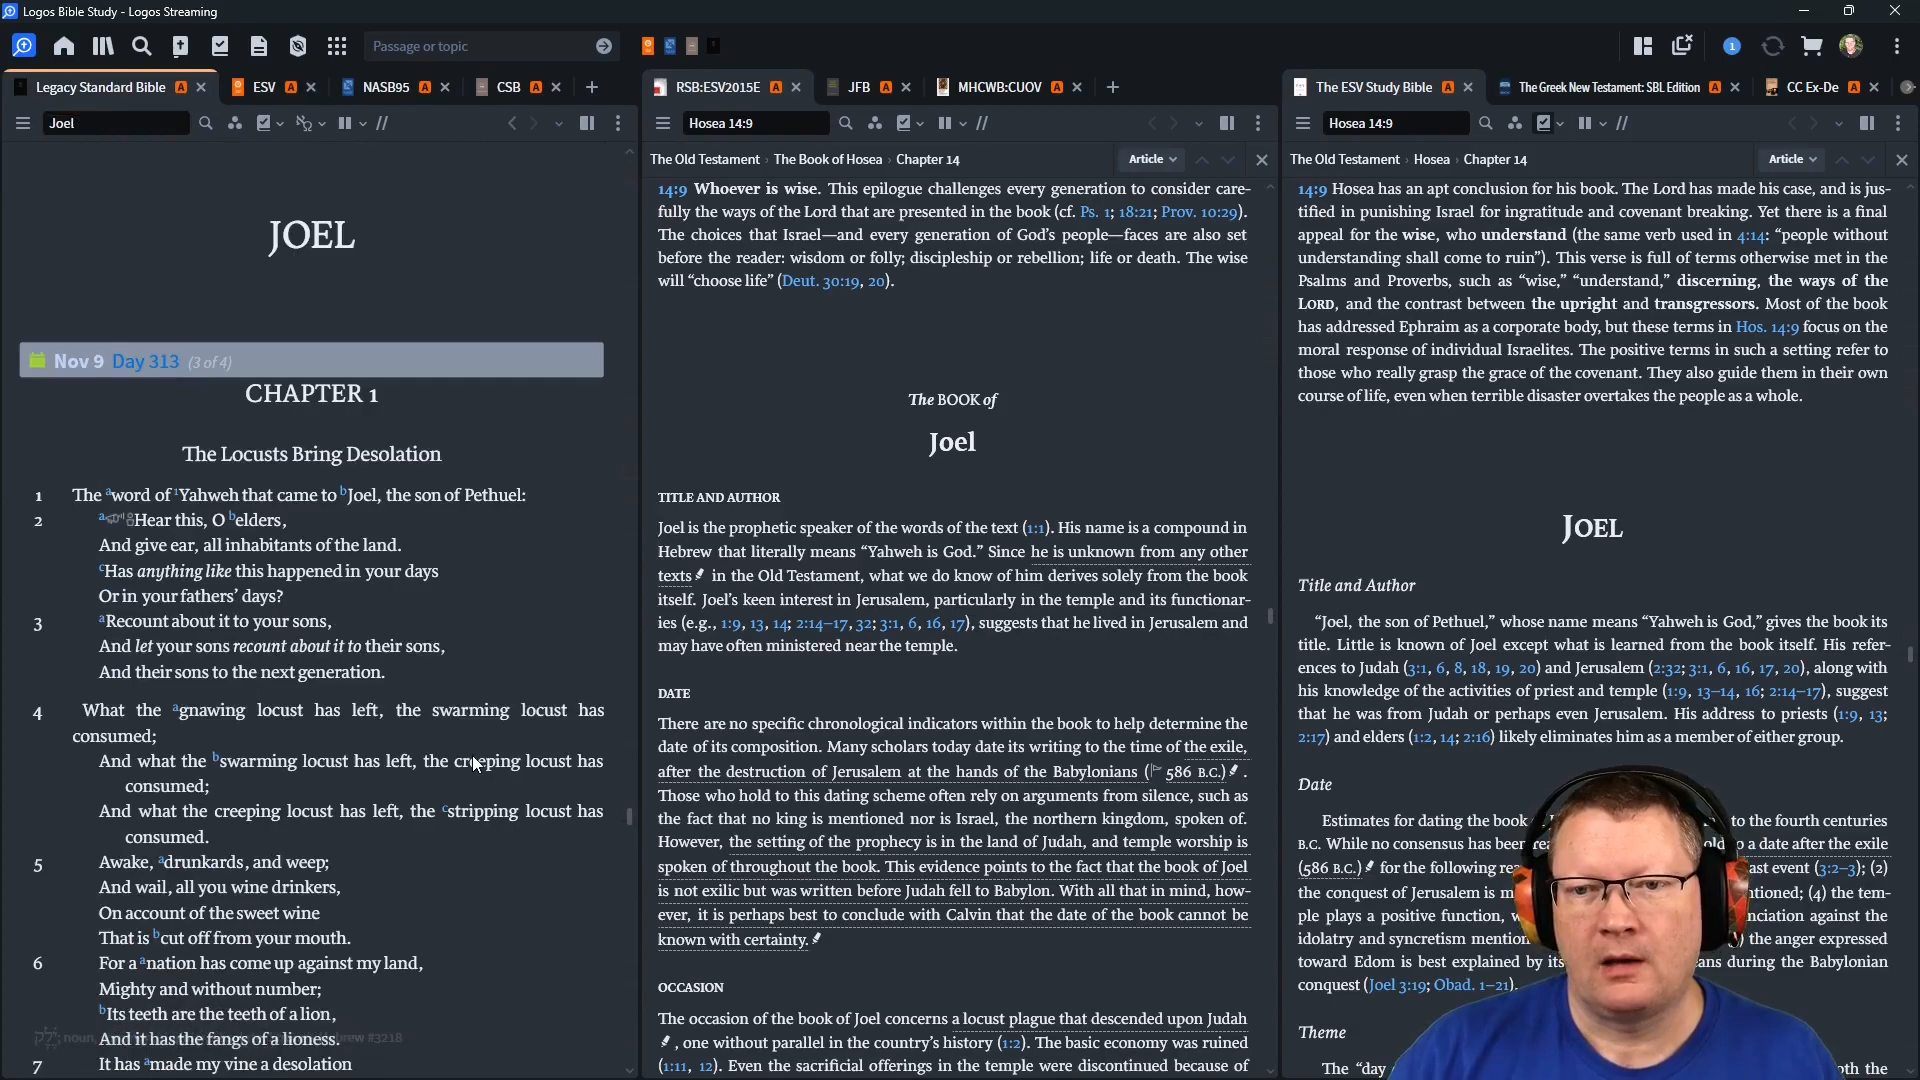 Logos Bible Study - Logos Streaming
Passage or topic
1
Legacy Standard Bible A
ESV A
NASB95 A
CSB A
RSB:ESV2015E A
JFB A
MHCWB:CUOV A
The ESV Study Bible A
The Greek New Testament: SBL Edition A
CC Ex-De A
Joel
JOEL
Nov 9 Day 313 (3 of 4)
CHAPTER 1
The Locusts Bring Desolation
1 The aword of 1Yahweh that came to bJoel, the son of Pethuel:
2 aHear this, O belders,
And give ear, all inhabitants of the land.
cHas anything like this happened in your days
Or in your fathers’ days?
3 aRecount about it to your sons,
And let your sons recount about it to their sons,
And their sons to the next generation.
4 What the agnawing locust has left, the swarming locust has
consumed;
And what the bswarming locust has left, the creeping locust has
consumed;
And what the creeping locust has left, the cstripping locust has
consumed.
5 Awake, adrunkards, and weep;
And wail, all you wine drinkers,
On account of the sweet wine
That is bcut off from your mouth.
6 For a anation has come up against my land,
Mighty and without number;
bIts teeth are the teeth of a lion,
And it has the fangs of a lioness.
7 It has amade my vine a desolation
Hosea 14:9
The Old Testament › The Book of Hosea › Chapter 14
Article
14:9 Whoever is wise. This epilogue challenges every generation to consider care-
fully the ways of the Lord that are presented in the book (cf. Ps. 1; 18:21; Prov. 10:29).
The choices that Israel—and every generation of God’s people—faces are also set
before the reader: wisdom or folly; discipleship or rebellion; life or death. The wise
will “choose life” (Deut. 30:19, 20).
The BOOK of
Joel
TITLE AND AUTHOR
Joel is the prophetic speaker of the words of the text (1:1). His name is a compound in
Hebrew that literally means “Yahweh is God.” Since he is unknown from any other
texts in the Old Testament, what we do know of him derives solely from the book
itself. Joel’s keen interest in Jerusalem, particularly in the temple and its functionar-
ies (e.g., 1:9, 13, 14; 2:14–17, 32; 3:1, 6, 16, 17), suggests that he lived in Jerusalem and
may have often ministered near the temple.
DATE
There are no specific chronological indicators within the book to help determine the
date of its composition. Many scholars today date its writing to the time of the exile,
after the destruction of Jerusalem at the hands of the Babylonians (586 B.C.).
Those who hold to this dating scheme often rely on arguments from silence, such as
the fact that no king is mentioned nor is Israel, the northern kingdom, spoken of.
However, the setting of the prophecy is in the land of Judah, and temple worship is
spoken of throughout the book. This evidence points to the fact that the book of Joel
is not exilic but was written before Judah fell to Babylon. With all that in mind, how-
ever, it is perhaps best to conclude with Calvin that the date of the book cannot be
known with certainty.
OCCASION
The occasion of the book of Joel concerns a locust plague that descended upon Judah
, one without parallel in the country’s history (1:2). The basic economy was ruined
(1:11, 12). Even the sacrificial offerings in the temple were discontinued because of
Hosea 14:9
The Old Testament › Hosea › Chapter 14
Article
14:9 Hosea has an apt conclusion for his book. The Lord has made his case, and is jus-
tified in punishing Israel for ingratitude and covenant breaking. Yet there is a final
appeal for the wise, who understand (the same verb used in 4:14: “people without
understanding shall come to ruin”). This verse is full of terms otherwise met in the
Psalms and Proverbs, such as “wise,” “understand,” discerning, the ways of the
LORD, and the contrast between the upright and transgressors. Most of the book
has addressed Ephraim as a corporate body, but these terms in Hos. 14:9 focus on the
moral response of individual Israelites. The positive terms in such a setting refer to
those who really grasp the grace of the covenant. They also guide them in their own
course of life, even when terrible disaster overtakes the people as a whole.
JOEL
Title and Author
“Joel, the son of Pethuel,” whose name means “Yahweh is God,” gives the book its
title. Little is known of Joel except what is learned from the book itself. His refer-
ences to Judah (3:1, 6, 8, 18, 19, 20) and Jerusalem (2:32; 3:1, 6, 16, 17, 20), along with
his knowledge of the activities of priest and temple (1:9, 13–14, 16; 2:14–17), suggest
that he was from Judah or perhaps even Jerusalem. His address to priests (1:9, 13;
2:17) and elders (1:2, 14; 2:16) likely eliminates him as a member of either group.
Date
Estimates for dating the book to the fourth centuries
B.C. While no consensus has been to a date after the exile
(586 B.C.) for the following event (3:2–3); (2)
the conquest of Jerusalem is (4) the tem-
ple plays a positive function, against the
idolatry and syncretism the anger expressed
toward Edom is best explained by its during the Babylonian
conquest (Joel 3:19; Obad. 1–21).
Theme
The “day the